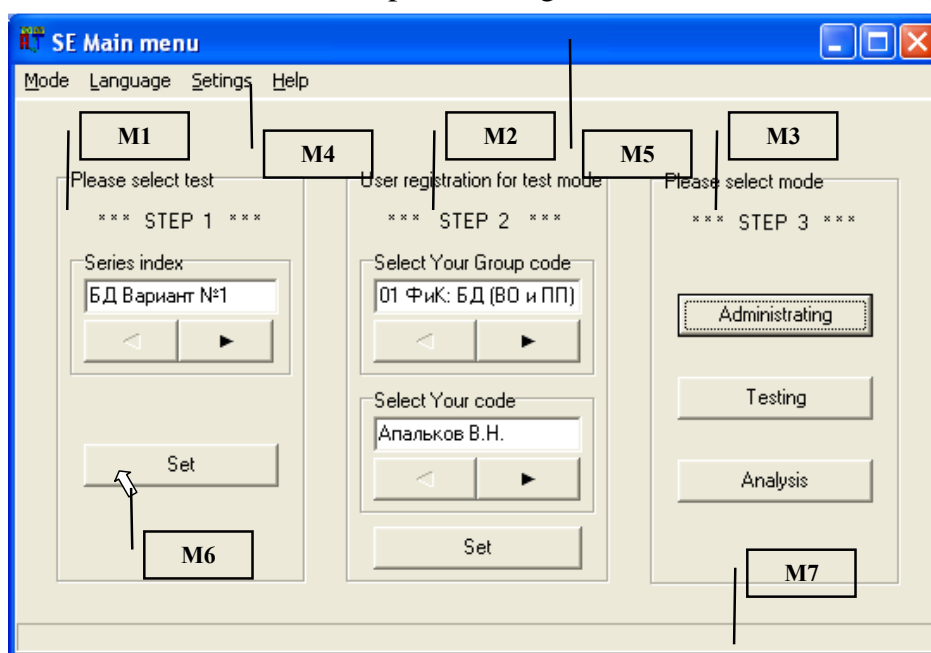 SE Main menu
Mode Language Setings Help
M1
M4
M2
M5
M3
Please select test
*** STEP 1 ***
Series index
БД Вариант №1
Set
M6
User registration for test mode
*** STEP 2 ***
Select Your Group code
01 ФиК: БД (ВО и ПП)
Select Your code
Апальков В.Н.
Set
Please select mode
*** STEP 3 ***
Administrating
Testing
Analysis
M7